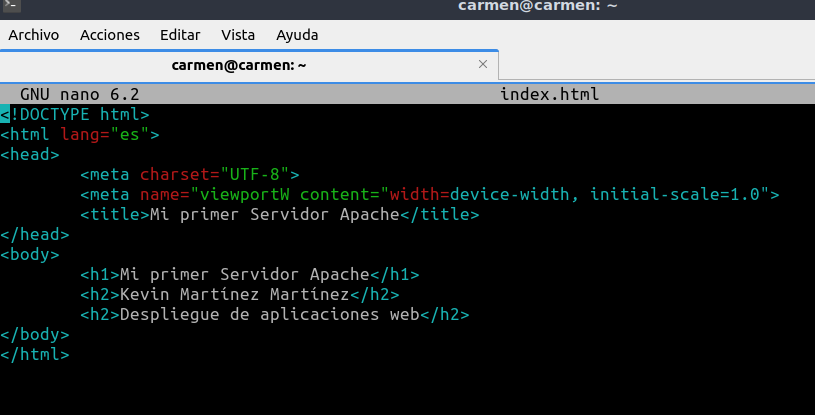 carmen@carmen: ~
Archivo Acciones Editar Vista Ayuda
carmen@carmen: ~
GNU nano 6.2 index.html
<!DOCTYPE html>
<html lang="es">
<head>
<meta charset="UTF-8">
<meta name="viewportW content="width=device-width, initial-scale=1.0">
<title>Mi primer Servidor Apache</title>
</head>
<body>
<h1>Mi primer Servidor Apache</h1>
<h2>Kevin Martínez Martínez</h2>
<h2>Despliegue de aplicaciones web</h2>
</body>
</html>